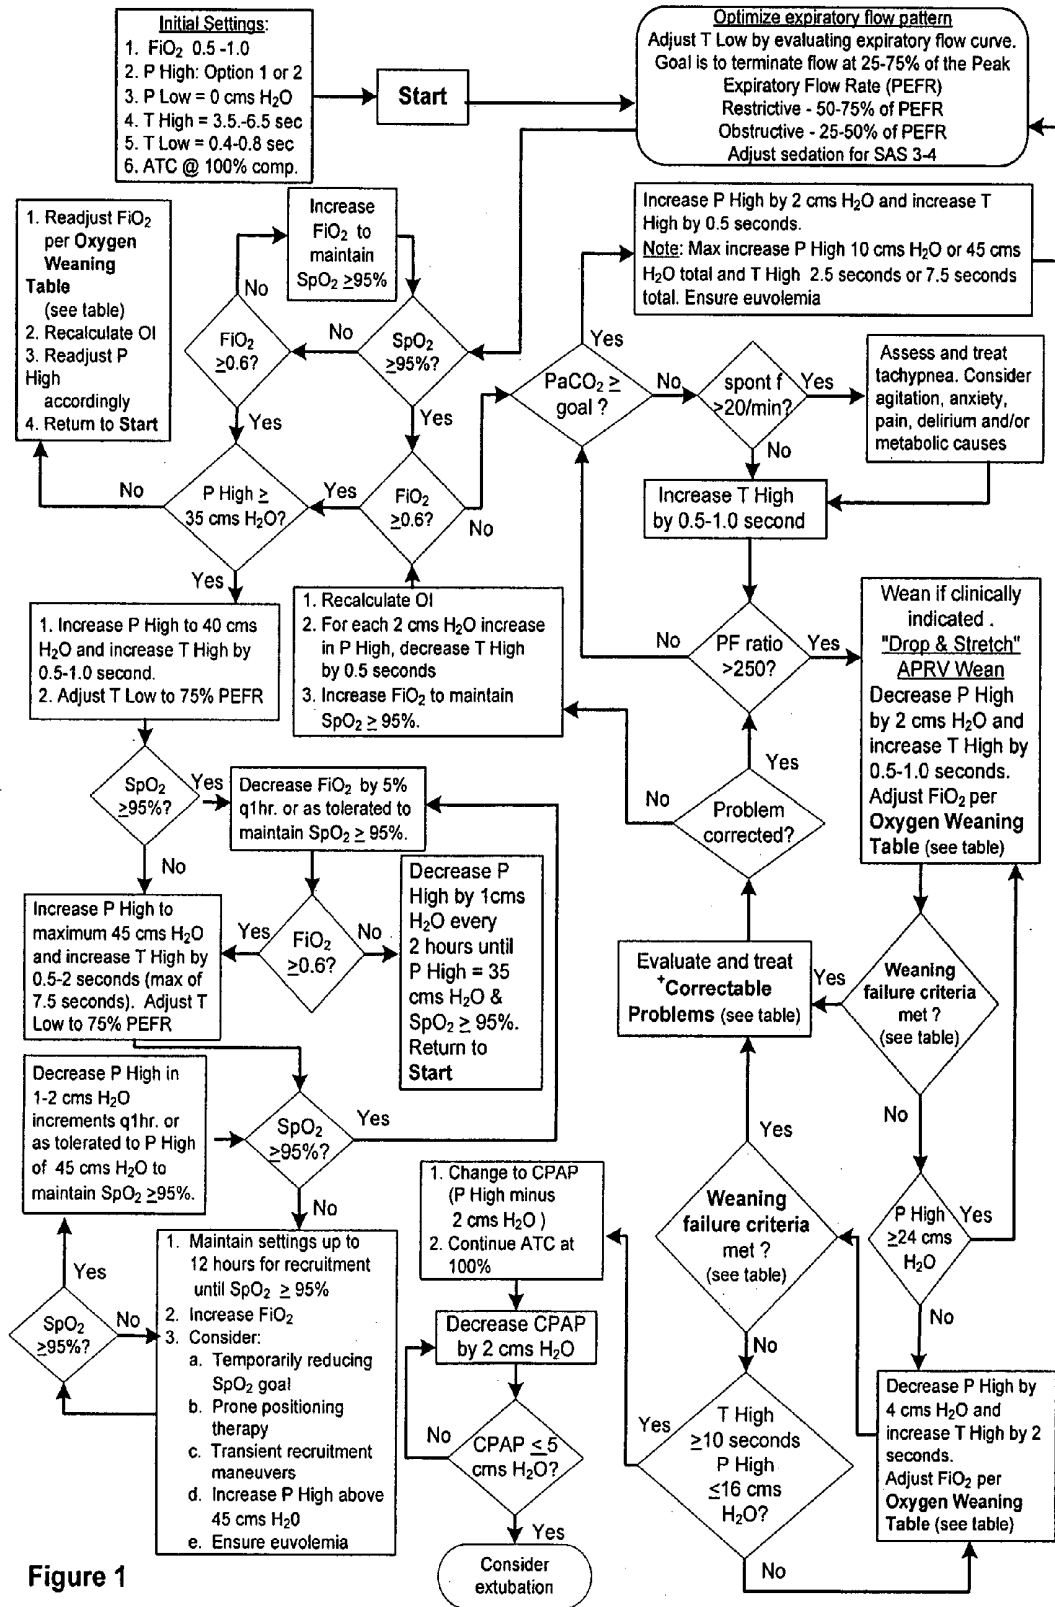 Initial Settings:
1. FiO2 0.5 -1.0
2. P High: Option 1 or 2
3. P Low = 0 cms H2O
4. T High = 3.5.-6.5 sec
5. T Low = 0.4-0.8 sec
6. ATC @ 100% comp.
Start
Optimize expiratory flow pattern
Adjust T Low by evaluating expiratory flow curve.
Goal is to terminate flow at 25-75% of the Peak
Expiratory Flow Rate (PEFR)
Restrictive - 50-75% of PEFR
Obstructive - 25-50% of PEFR
Adjust sedation for SAS 3-4
1. Readjust FiO2
per Oxygen
Weaning
Table
(see table)
2. Recalculate OI
3. Readjust P
High
accordingly
4. Return to Start
Increase
FiO2 to
maintain
SpO2 ≥95%
No
FiO2
≥0.6?
No
SpO2
≥95%?
Yes
Yes
No
P High ≥
35 cms H2O?
Yes
FiO2
≥0.6?
No
Yes
Increase P High by 2 cms H2O and increase T
High by 0.5 seconds.
Note: Max increase P High 10 cms H2O or 45 cms
H2O total and T High 2.5 seconds or 7.5 seconds
total. Ensure euvolemia
Yes
PaCO2 ≥
goal ?
No
spont f
>20/min?
Yes
Assess and treat
tachypnea. Consider
agitation, anxiety,
pain, delirium and/or
metabolic causes
No
Increase T High
by 0.5-1.0 second
1. Increase P High to 40 cms
H2O and increase T High by
0.5-1.0 second.
2. Adjust T Low to 75% PEFR
1. Recalculate OI
2. For each 2 cms H2O increase
in P High, decrease T High
by 0.5 seconds
3. Increase FiO2 to maintain
SpO2 ≥ 95%.
No
PF ratio
>250?
Yes
Wean if clinically
indicated .
"Drop & Stretch"
APRV Wean
Decrease P High
by 2 cms H2O and
increase T High by
0.5-1.0 seconds.
Adjust FiO2 per
Oxygen Weaning
Table (see table)
SpO2
≥95%?
Yes
Decrease FiO2 by 5%
q1hr. or as tolerated to
maintain SpO2 ≥ 95%.
Yes
No
Problem
corrected?
No
Increase P High to
maximum 45 cms H2O
and increase T High by
0.5-2 seconds (max of
7.5 seconds). Adjust T
Low to 75% PEFR
Yes
FiO2
≥0.6?
No
Decrease P
High by 1cms
H2O every
2 hours until
P High = 35
cms H2O &
SpO2 ≥ 95%.
Return to
Start
Evaluate and treat
+Correctable
Problems (see table)
Yes
Weaning
failure criteria
met ?
(see table)
No
Decrease P High in
1-2 cms H2O
increments q1hr. or
as tolerated to P High
of 45 cms H2O to
maintain SpO2 ≥95%.
SpO2
≥95%?
Yes
No
Yes
1. Change to CPAP
(P High minus
2 cms H2O )
2. Continue ATC at
100%
Weaning
failure criteria
met ?
(see table)
P High
≥24 cms
H2O
Yes
No
Yes
SpO2
≥95%?
No
1. Maintain settings up to
12 hours for recruitment
until SpO2 ≥ 95%
2. Increase FiO2
3. Consider:
a. Temporarily reducing
SpO2 goal
b. Prone positioning
therapy
c. Transient recruitment
maneuvers
d. Increase P High above
45 cms H20
e. Ensure euvolemia
Decrease CPAP
by 2 cms H2O
No
CPAP ≤ 5
cms H2O?
Yes
Consider
extubation
No
Yes
T High
≥10 seconds
P High
≤16 cms
H2O?
No
Decrease P High by
4 cms H2O and
increase T High by 2
seconds.
Adjust FiO2 per
Oxygen Weaning
Table (see table)
Figure 1